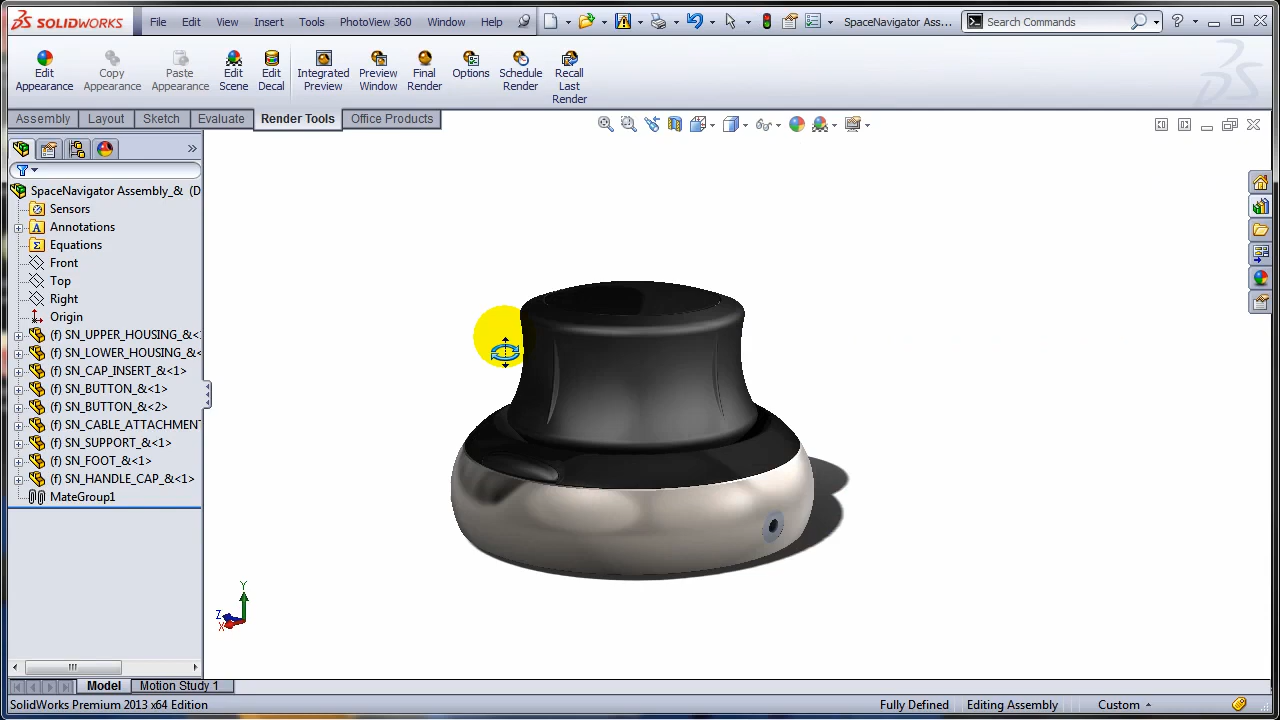 SOLIDWORKS File Edit View Insert Tools PhotoView 360 Window Help SpaceNavigator Ass... Search Commands
Edit Appearance
Copy Appearance
Paste Appearance
Edit Scene
Edit Decal
Integrated Preview
Preview Window
Final Render
Options
Schedule Render
Recall Last Render
Assembly Layout Sketch Evaluate Render Tools Office Products
SpaceNavigator Assembly_& (D
Sensors
Annotations
Equations
Front
Top
Right
Origin
(f) SN_UPPER_HOUSING_&<
(f) SN_LOWER_HOUSING_&<
(f) SN_CAP_INSERT_&<1>
(f) SN_BUTTON_&<1>
(f) SN_BUTTON_&<2>
(f) SN_CABLE_ATTACHMENT
(f) SN_SUPPORT_&<1>
(f) SN_FOOT_&<1>
(f) SN_HANDLE_CAP_&<1>
MateGroup1
Y
Z
X
Model Motion Study 1
SolidWorks Premium 2013 x64 Edition Fully Defined Editing Assembly Custom